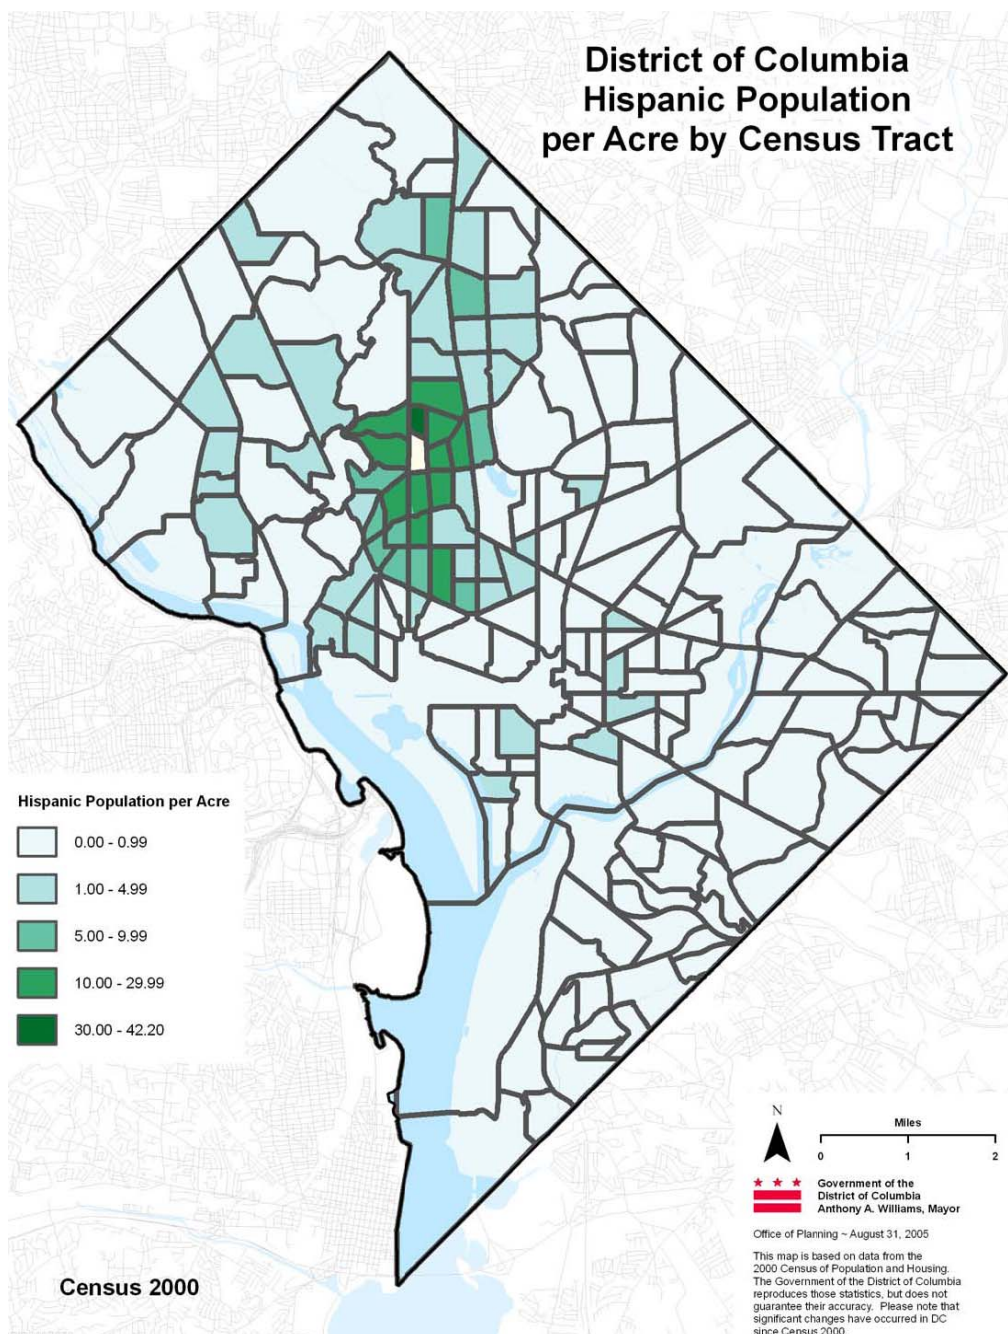 District of Columbia
Hispanic Population
per Acre by Census Tract
Hispanic Population per Acre
0.00 - 0.99
1.00 - 4.99
5.00 - 9.99
10.00 - 29.99
30.00 - 42.20
N
Miles
0 1 2
Government of the
District of Columbia
Anthony A. Williams, Mayor
Office of Planning ~ August 31, 2005
This map is based on data from the
2000 Census of Population and Housing.
The Government of the District of Columbia
reproduces those statistics, but does not
guarantee their accuracy. Please note that
significant changes have occurred in DC
since Census 2000.
Census 2000